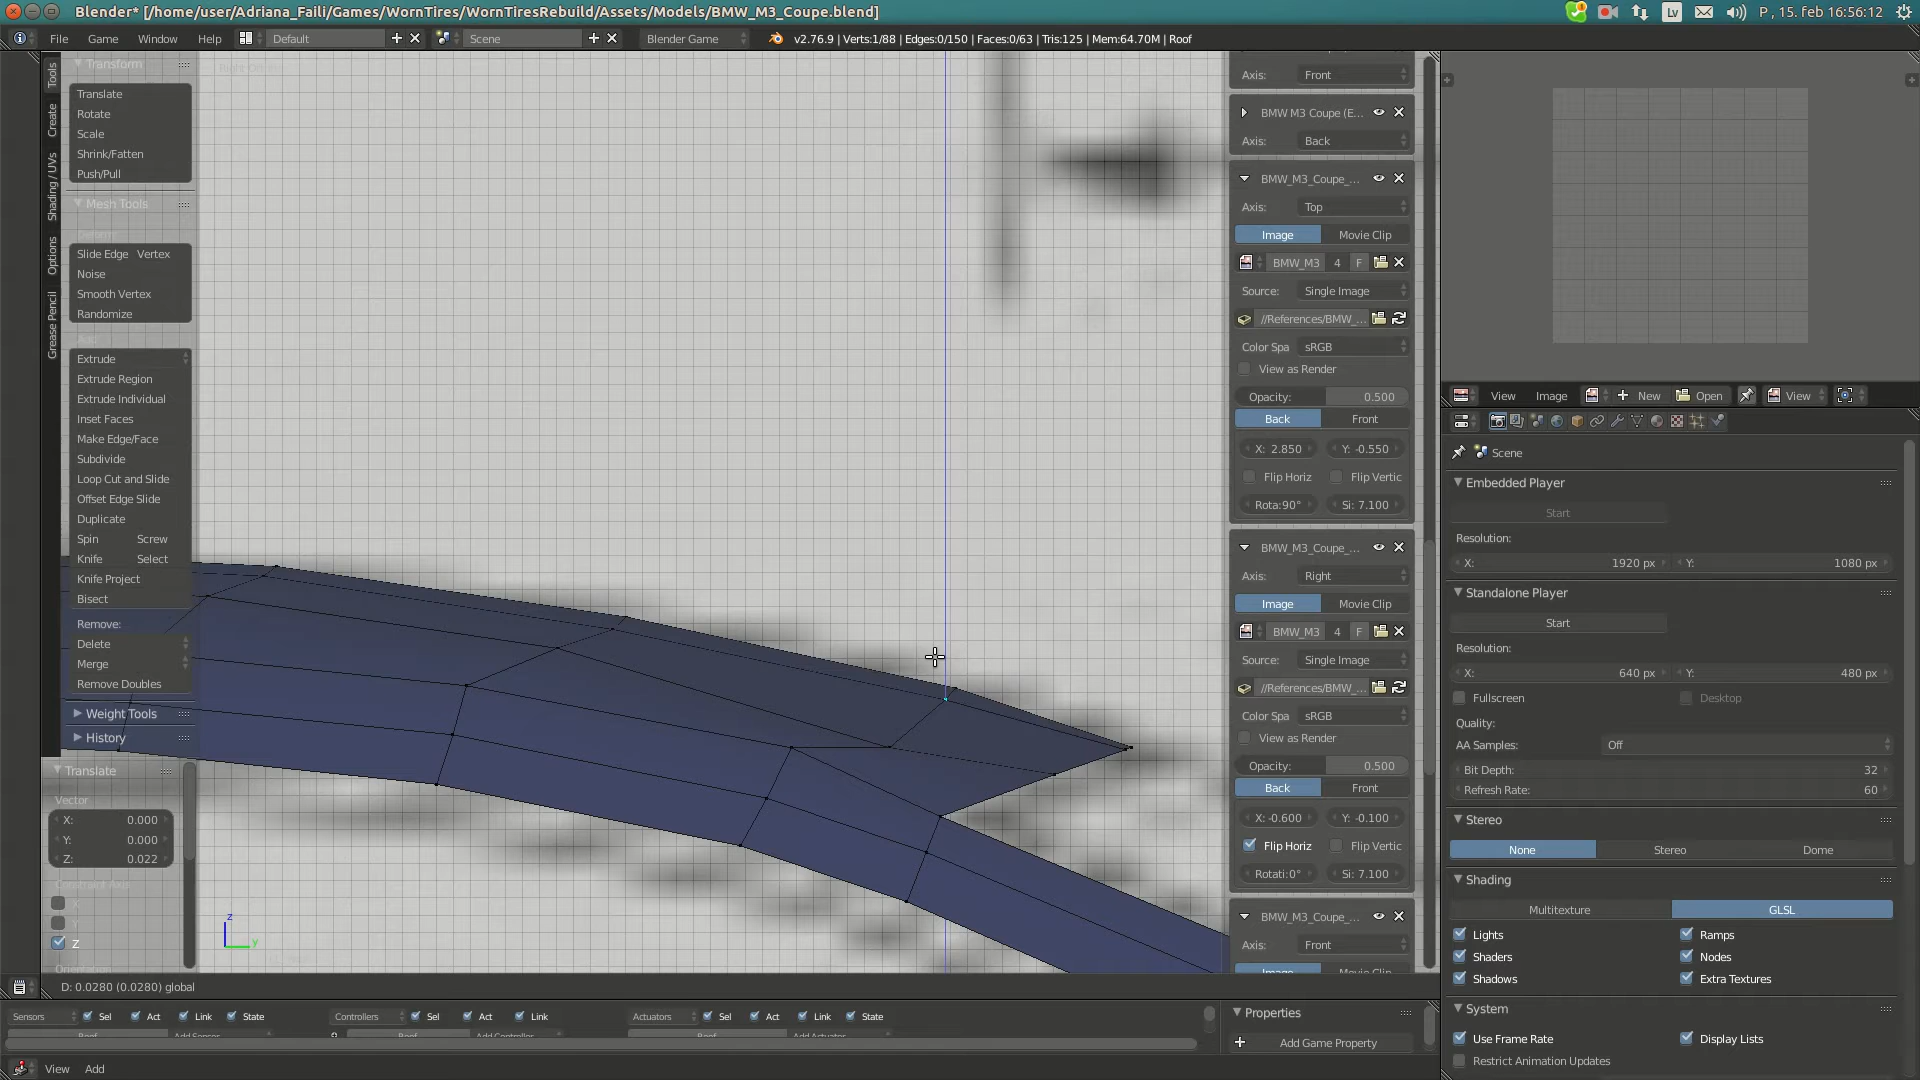 Blender* [/home/user/Adriana_Faili/Games/WornTires/WornTiresRebuild/Assets/Models/BMW_M3_Coupe.blend]
Lv
P , 15. feb 16:56:12
File Game Window Help
Default
Scene
Blender Game
v2.76.9 | Verts:1/88 | Edges:0/150 | Faces:0/63 | Tris:125 | Mem:64.70M | Roof
Tools
Create
Shading / UVs
Options
Grease Pencil
Transform
Translate
Rotate
Scale
Shrink/Fatten
Push/Pull
Mesh Tools
Slide Edge Vertex
Noise
Smooth Vertex
Randomize
Extrude
Extrude Region
Extrude Individual
Inset Faces
Make Edge/Face
Subdivide
Loop Cut and Slide
Offset Edge Slide
Duplicate
Spin Screw
Knife Select
Knife Project
Bisect
Remove:
Delete
Merge
Remove Doubles
Weight Tools
History
Translate
Vector
X: 0.000
Y: 0.000
Z: 0.022
Constraint Axis
X
Y
Z
Orientation
z
y
D: 0.0280 (0.0280) global
Axis: Front
BMW M3 Coupe (E...
Axis: Back
BMW_M3_Coupe_...
Axis: Top
Image Movie Clip
BMW_M3 4 F
Source: Single Image
//References/BMW_...
Color Spa sRGB
View as Render
Opacity: 0.500
Back Front
X: 2.850 Y: -0.550
Flip Horiz Flip Vertic
Rota:90° Si: 7.100
BMW_M3_Coupe_...
Axis: Right
Image Movie Clip
BMW_M3 4 F
Source: Single Image
//References/BMW_...
Color Spa sRGB
View as Render
Opacity: 0.500
Back Front
X: -0.600 Y: -0.100
Flip Horiz Flip Vertic
Rotati:0° Si: 7.100
BMW_M3_Coupe_...
Axis: Front
Image Movie Clip
View Image New Open View
Scene
Embedded Player
Start
Resolution:
X: 1920 px Y: 1080 px
Standalone Player
Start
Resolution:
X: 640 px Y: 480 px
Fullscreen Desktop
Quality:
AA Samples: Off
Bit Depth: 32
Refresh Rate: 60
Stereo
None Stereo Dome
Shading
Multitexture GLSL
Lights Ramps
Shaders Nodes
Shadows Extra Textures
System
Use Frame Rate Display Lists
Restrict Animation Updates
Sensors Sel Act Link State
Controllers Sel Act Link
Actuators Sel Act Link State
Properties
Add Game Property
View Add